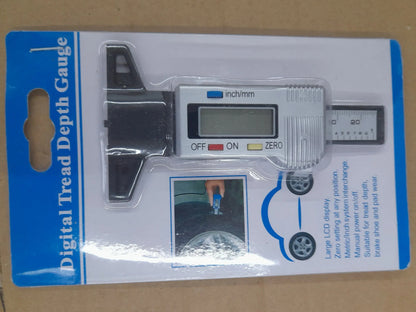 Digital Tread Depth Gauge
inch/mm
OFF ON ZERO
Large LCD display.
Zero setting at any position.
Metric/Inch system interchange.
Manual power on/off.
Suitable for tread depth,
brake shoe and pad wear.